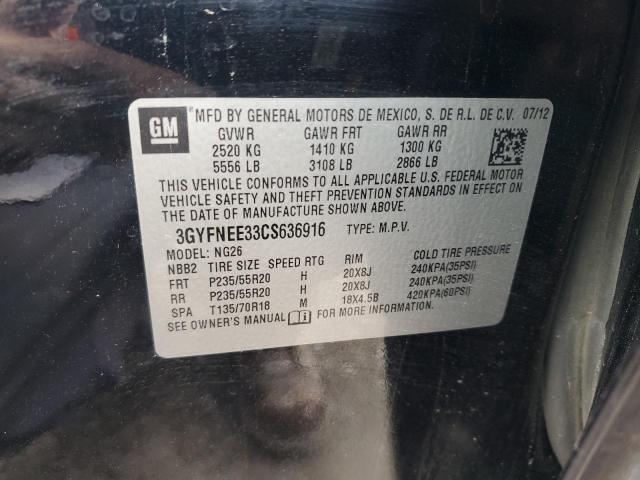 GM
MFD BY GENERAL MOTORS DE MEXICO, S. DE R.L. DE C.V. 07/12
GVWR GAWR FRT GAWR RR
2520 KG 1410 KG 1300 KG
5556 LB 3108 LB 2866 LB
THIS VEHICLE CONFORMS TO ALL APPLICABLE U.S. FEDERAL MOTOR
VEHICLE SAFETY AND THEFT PREVENTION STANDARDS IN EFFECT ON
THE DATE OF MANUFACTURE SHOWN ABOVE.
3GYFNEE33CS636916 TYPE: M.P.V.
MODEL: NG26
NBB2 TIRE SIZE SPEED RTG RIM COLD TIRE PRESSURE
FRT P235/55R20 H 20X8J 240KPA(35PSI)
RR P235/55R20 H 20X8J 240KPA(35PSI)
SPA T135/70R18 M 18X4.5B 420KPA(60PSI)
SEE OWNER'S MANUAL FOR MORE INFORMATION